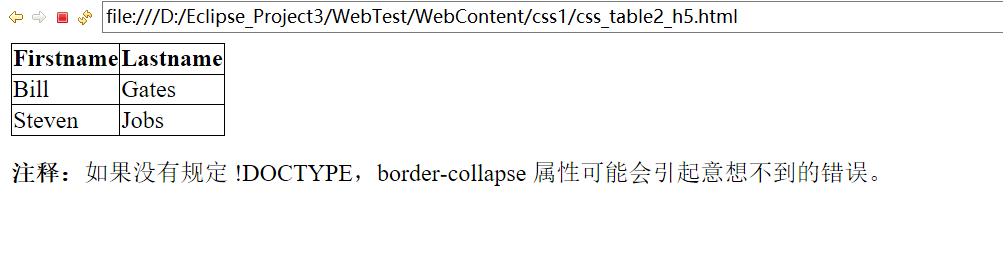 file:///D:/Eclipse_Project3/WebTest/WebContent/css1/css_table2_h5.html
Firstname Lastname
Bill Gates
Steven Jobs
注释：如果没有规定 !DOCTYPE，border-collapse 属性可能会引起意想不到的错误。